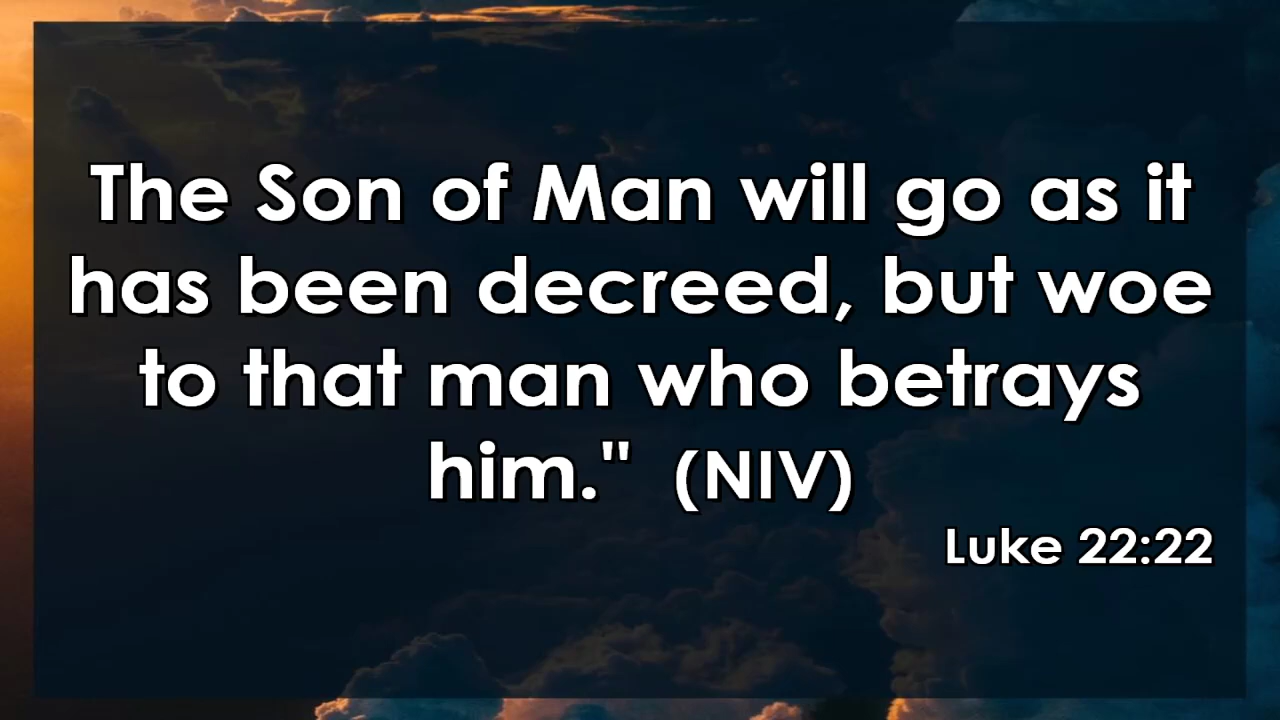 The Son of Man will go as it
has been decreed, but woe
to that man who betrays
him."  (NIV)
Luke 22:22